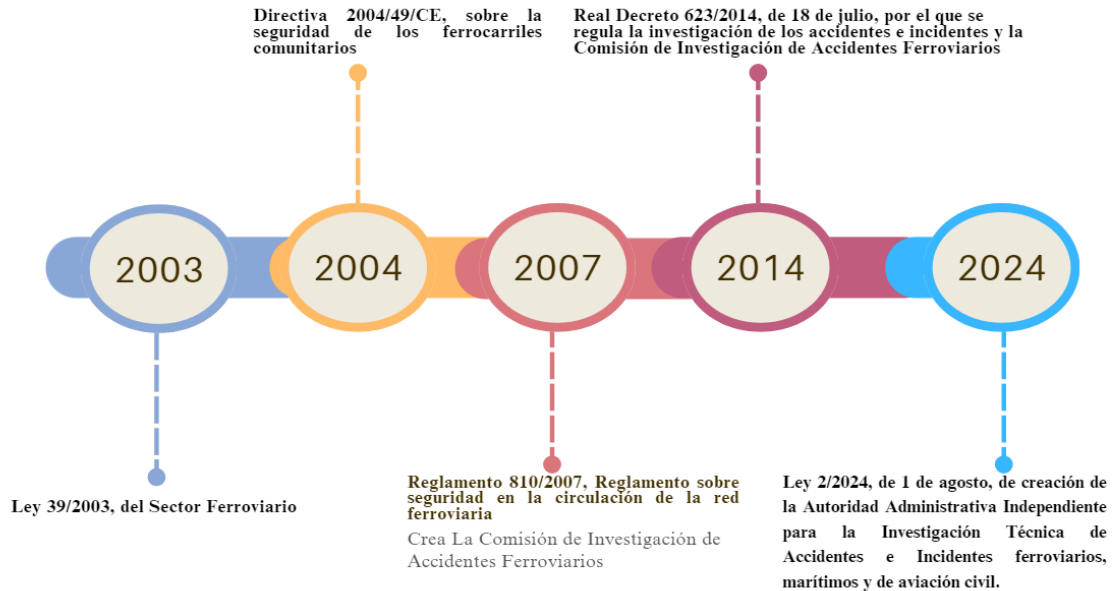 Directiva 2004/49/CE, sobre la
seguridad de los ferrocarriles
comunitarios
Real Decreto 623/2014, de 18 de julio, por el que se
regula la investigación de los accidentes e incidentes y la
Comisión de Investigación de Accidentes Ferroviarios
2003
2004
2007
2014
2024
Ley 39/2003, del Sector Ferroviario
Reglamento 810/2007, Reglamento sobre
seguridad en la circulación de la red
ferroviaria
Crea La Comisión de Investigación de
Accidentes Ferroviarios
Ley 2/2024, de 1 de agosto, de creación de
la Autoridad Administrativa Independiente
para la Investigación Técnica de
Accidentes e Incidentes ferroviarios,
marítimos y de aviación civil.